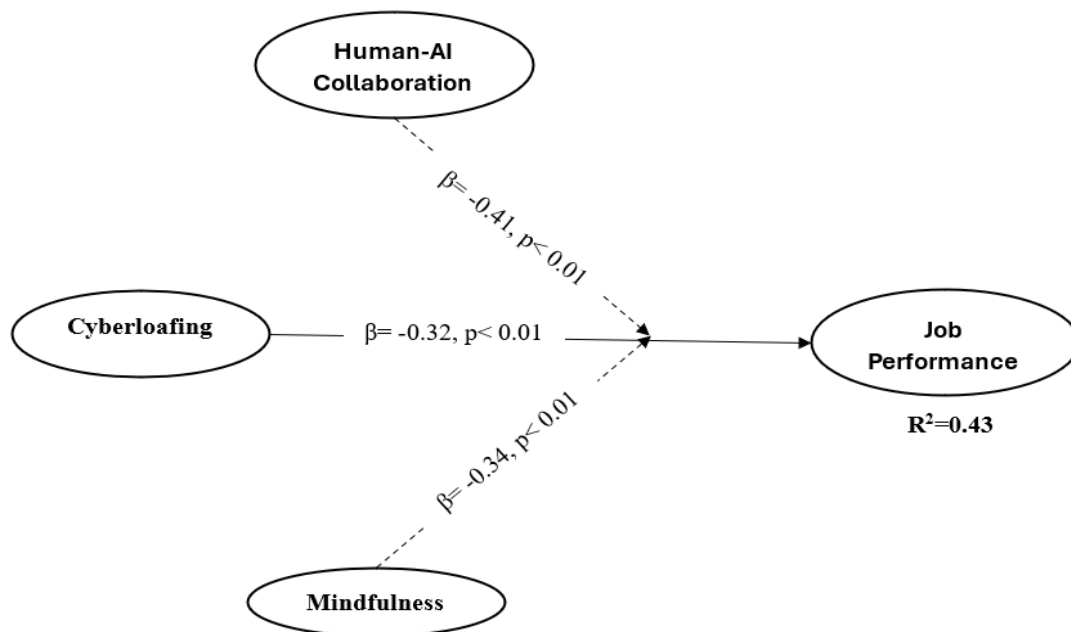 Human-AI
Collaboration
β= -0.41, p< 0.01
Cyberloafing
β= -0.32, p< 0.01
Job
Performance
R²=0.43
β= -0.34, p< 0.01
Mindfulness